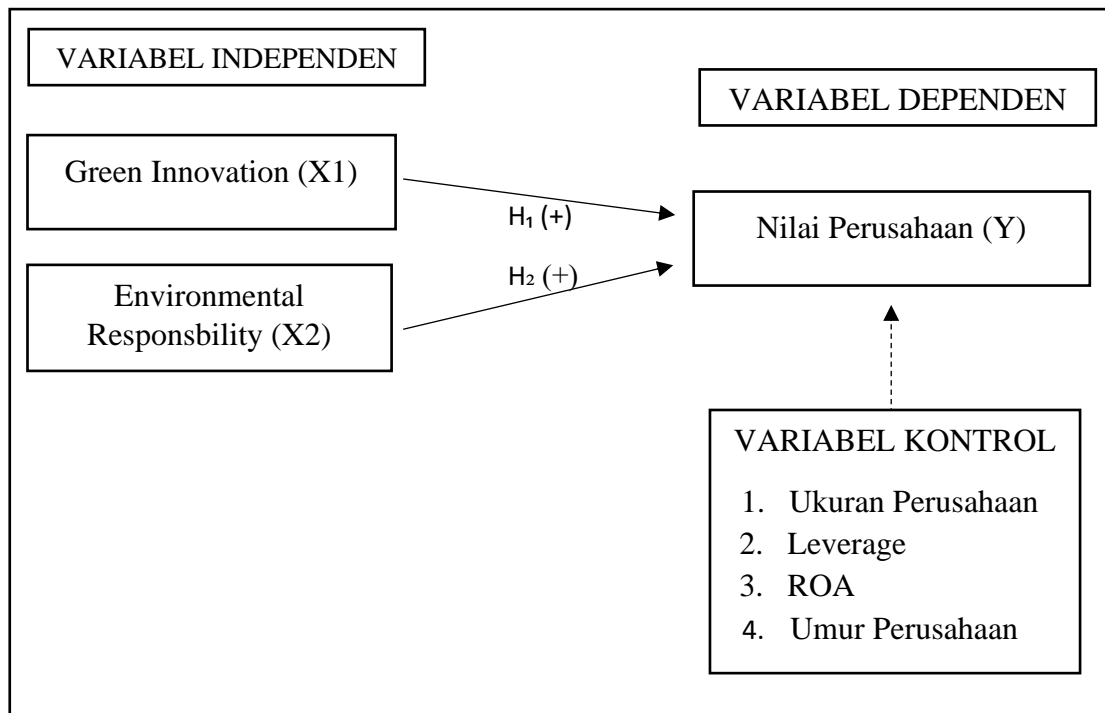 VARIABEL INDEPENDEN
VARIABEL DEPENDEN
Green Innovation (X1)
H₁ (+)
Nilai Perusahaan (Y)
H₂ (+)
Environmental
Responsbility (X2)
VARIABEL KONTROL
1. Ukuran Perusahaan
2. Leverage
3. ROA
4. Umur Perusahaan